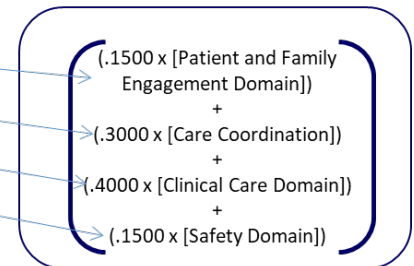 (.1500 x [Patient and Family
Engagement Domain])
+
(.3000 x [Care Coordination])
+
(.4000 x [Clinical Care Domain])
+
(.1500 x [Safety Domain])